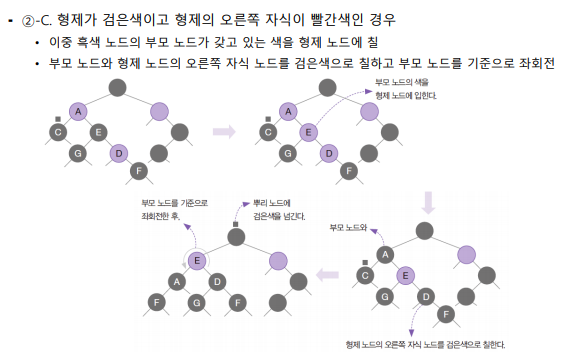 ▪ ②-C. 형제가 검은색이고 형제의 오른쪽 자식이 빨간색인 경우
• 이중 흑색 노드의 부모 노드가 갖고 있는 색을 형제 노드에 칠
• 부모 노드와 형제 노드의 오른쪽 자식 노드를 검은색으로 칠하고 부모 노드를 기준으로 좌회전
부모 노드의 색을
형제 노드에 입힌다.
A
C
E
G
D
F
A
C
E
G
D
F
부모 노드를 기준으로
좌회전한 후,
뿌리 노드에
검은색을 넘긴다.
E
A
D
F
G
F
부모 노드와
A
C
E
G
D
F
형제 노드의 오른쪽 자식 노드를 검은색으로 칠한다.